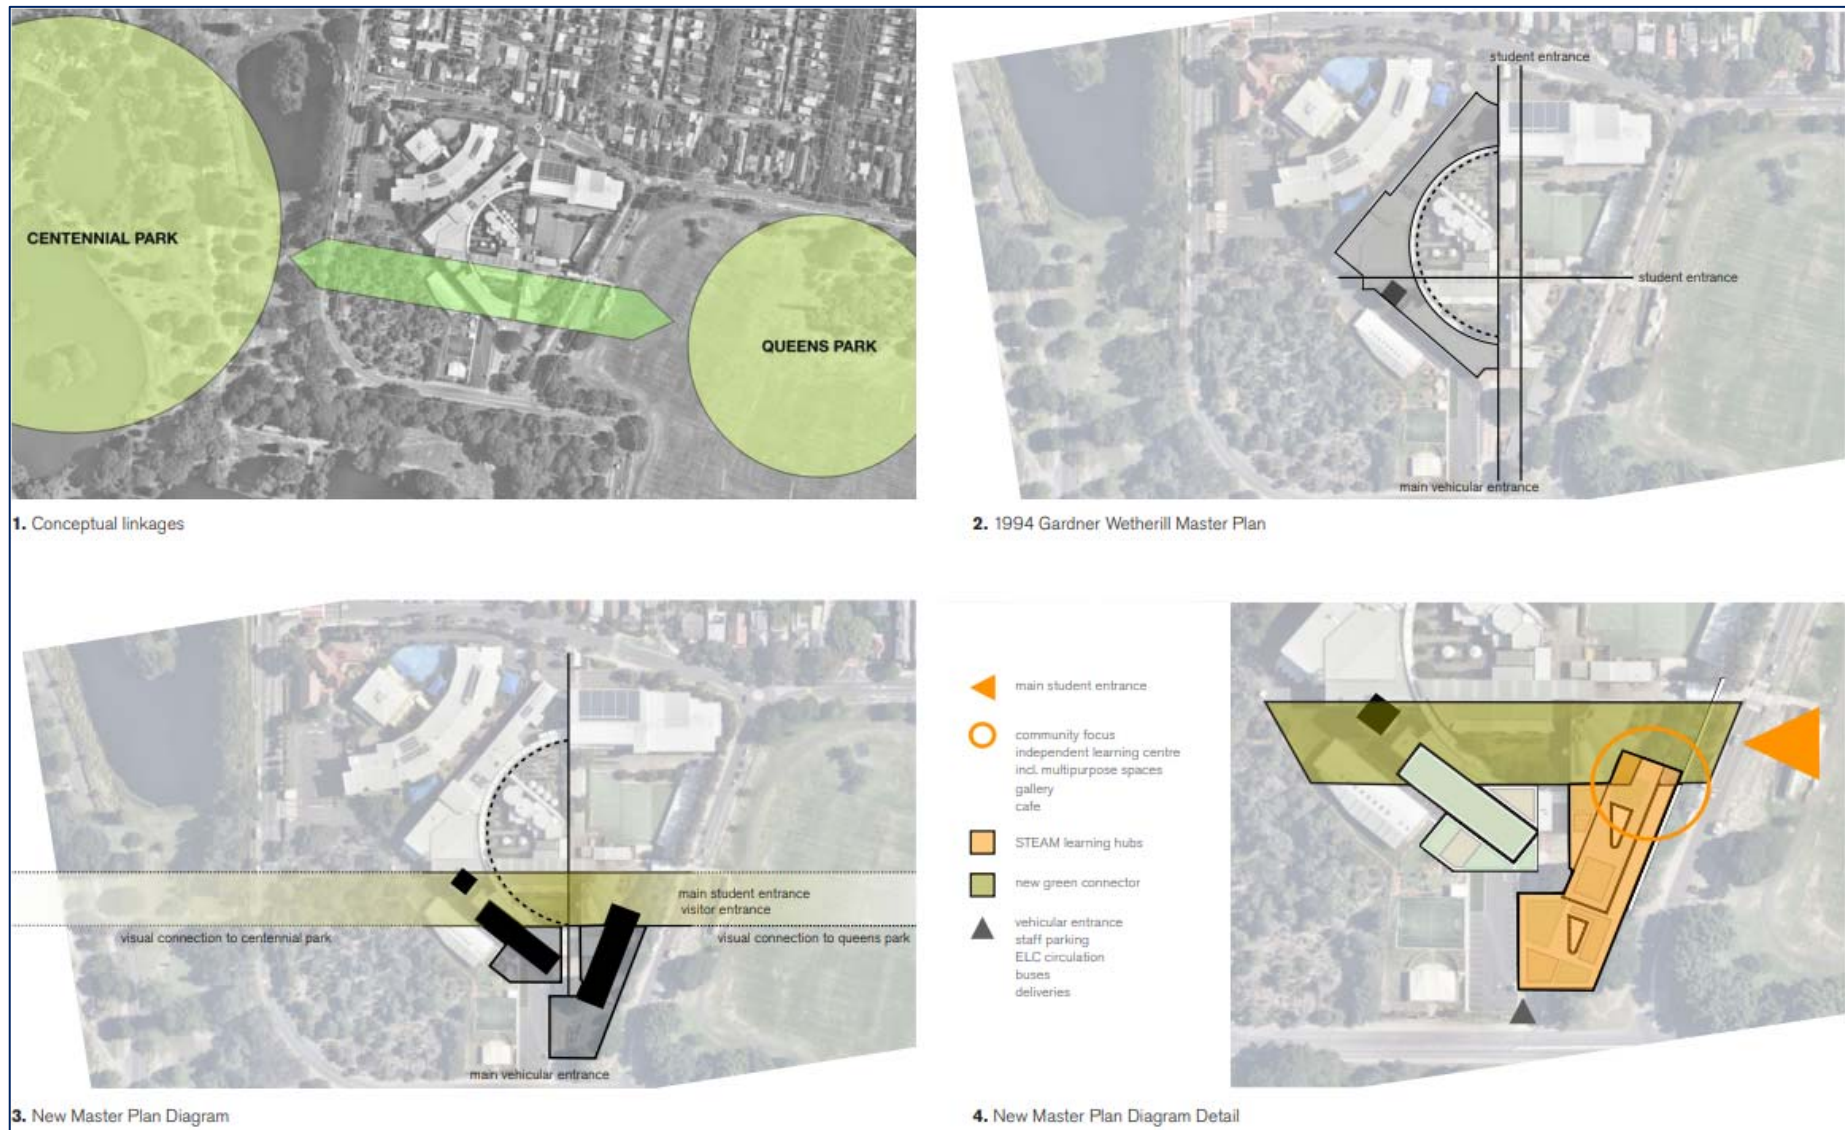 CENTENNIAL PARK
QUEENS PARK
1. Conceptual linkages
student entrance
student entrance
main vehicular entrance
2. 1994 Gardner Wetherill Master Plan
main student entrance
visitor entrance
visual connection to centennial park
visual connection to queens park
main vehicular entrance
3. New Master Plan Diagram
main student entrance
community focus
independent learning centre
incl. multipurpose spaces
gallery
cafe
STEAM learning hubs
new green connector
vehicular entrance
staff parking
ELC circulation
buses
deliveries
4. New Master Plan Diagram Detail